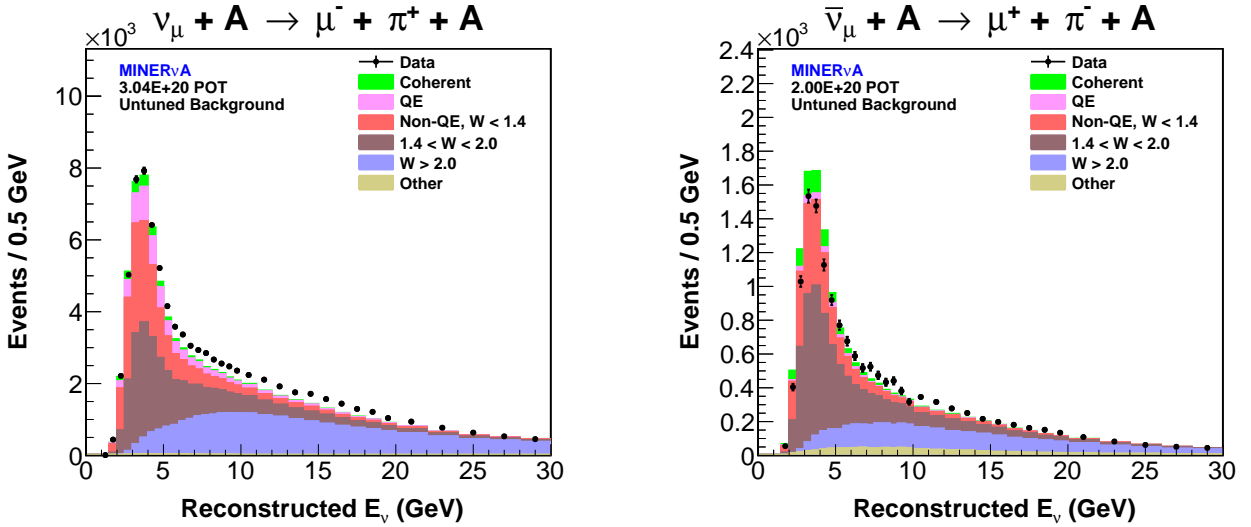 ν_μ + A → μ⁻ + π⁺ + A
×10³
MINERνA
3.04E+20 POT
Untuned Background
Data
Coherent
QE
Non-QE, W < 1.4
1.4 < W < 2.0
W > 2.0
Other
Events / 0.5 GeV
10
8
6
4
2
0
0 5 10 15 20 25 30
Reconstructed E_ν (GeV)
ν̅_μ + A → μ⁺ + π⁻ + A
×10³
MINERνA
2.00E+20 POT
Untuned Background
Data
Coherent
QE
Non-QE, W < 1.4
1.4 < W < 2.0
W > 2.0
Other
Events / 0.5 GeV
2.4
2.2
2
1.8
1.6
1.4
1.2
1
0.8
0.6
0.4
0.2
0
0 5 10 15 20 25 30
Reconstructed E_ν (GeV)